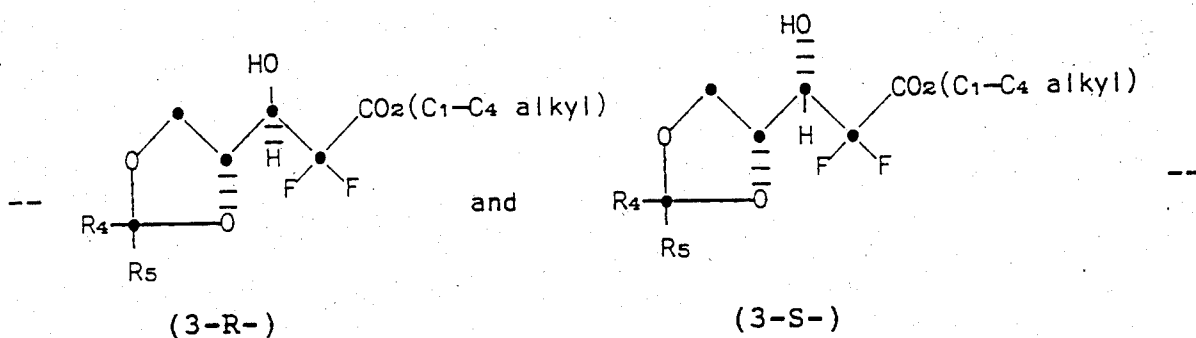 HO
HO
CO2(C1-C4 alkyl)
CO2(C1-C4 alkyl)
O
H
F F
O
H
F F
-- R4 O and R4 O --
R5
R5
(3-R-) (3-S-)